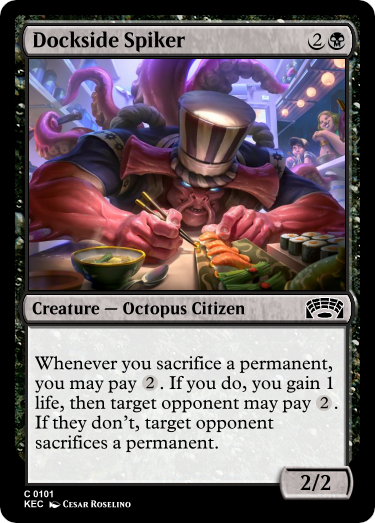 Dockside Spiker 2
Creature — Octopus Citizen
Whenever you sacrifice a permanent,
you may pay 2. If you do, you gain 1
life, then target opponent may pay 2.
If they don't, target opponent
sacrifices a permanent.
2/2
C 0101
KEC Cesar Roselino